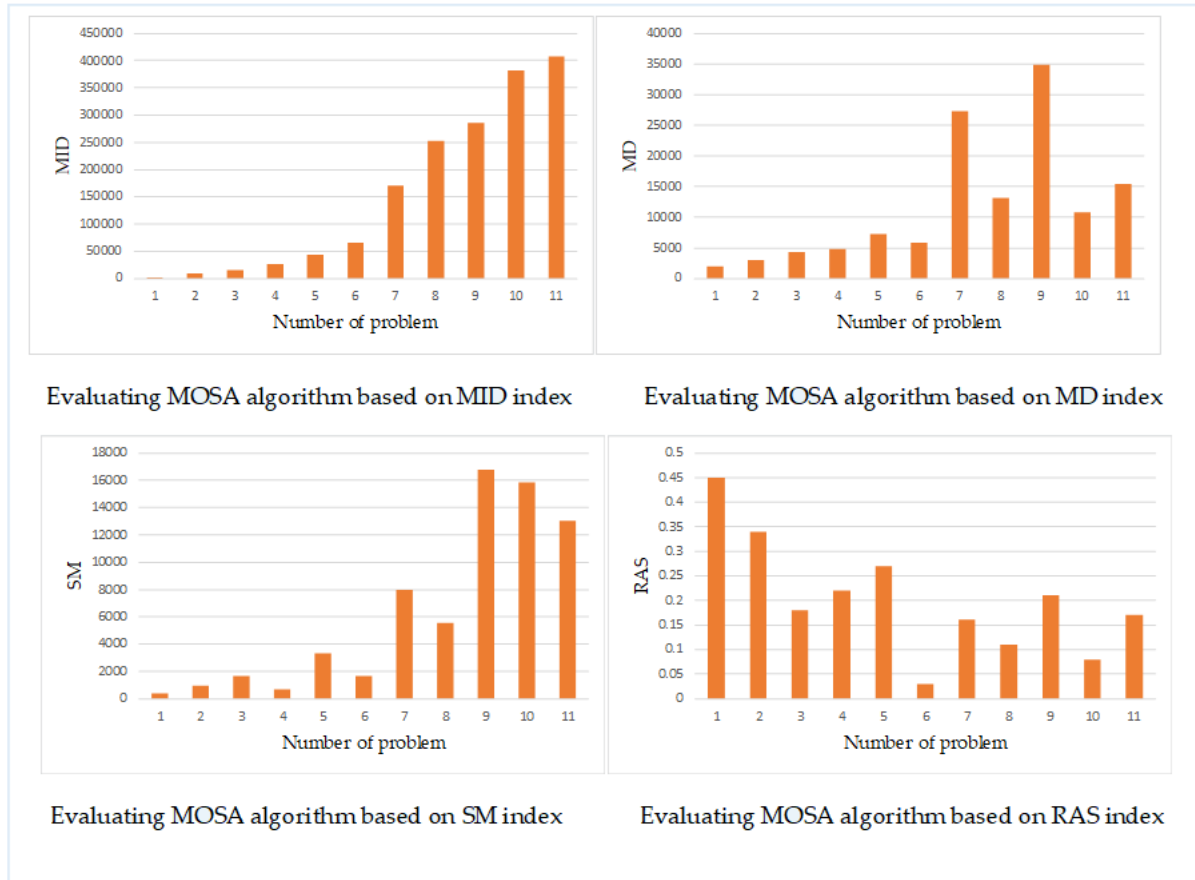 450000
400000
350000
300000
250000
200000
150000
100000
50000
0
MID
1 2 3 4 5 6 7 8 9 10 11
Number of problem
Evaluating MOSA algorithm based on MID index
40000
35000
30000
25000
20000
15000
10000
5000
0
MD
1 2 3 4 5 6 7 8 9 10 11
Number of problem
Evaluating MOSA algorithm based on MD index
18000
16000
14000
12000
10000
8000
6000
4000
2000
0
SM
1 2 3 4 5 6 7 8 9 10 11
Number of problem
Evaluating MOSA algorithm based on SM index
0.5
0.45
0.4
0.35
0.3
0.25
0.2
0.15
0.1
0.05
0
RAS
1 2 3 4 5 6 7 8 9 10 11
Number of problem
Evaluating MOSA algorithm based on RAS index